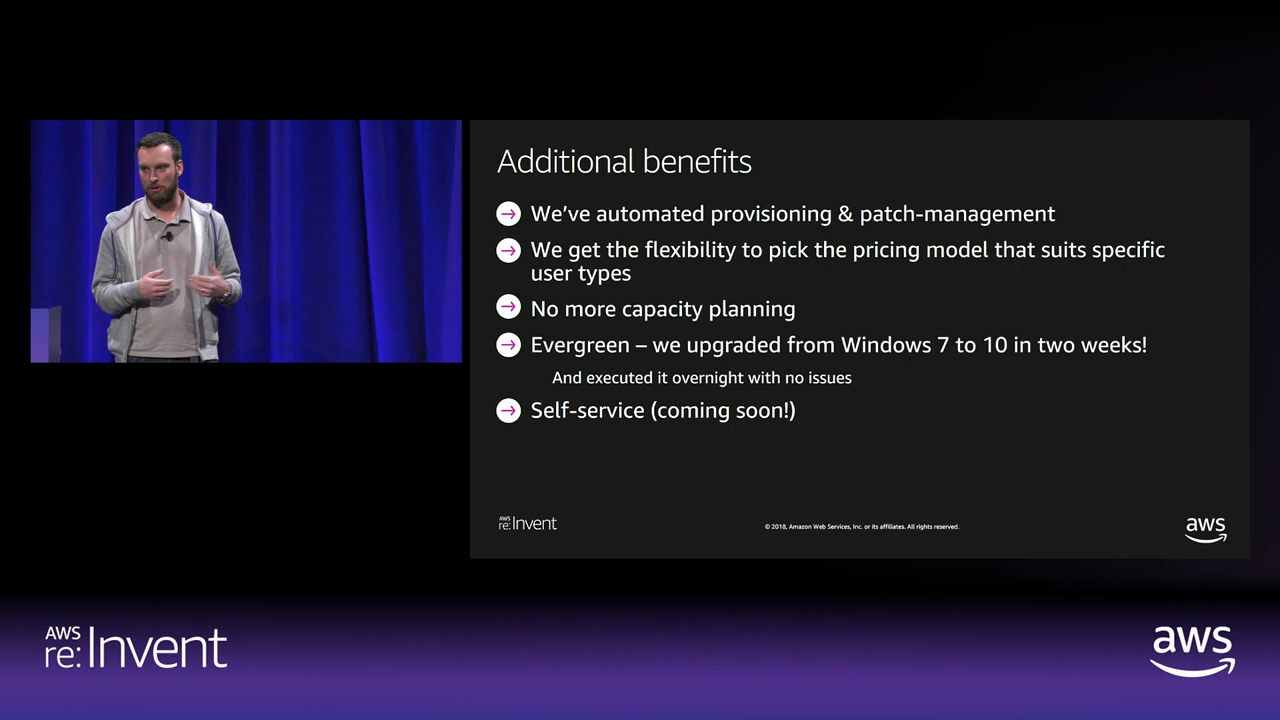 Additional benefits
We've automated provisioning & patch-management
We get the flexibility to pick the pricing model that suits specific
user types
No more capacity planning
Evergreen – we upgraded from Windows 7 to 10 in two weeks!
And executed it overnight with no issues
Self-service (coming soon!)
AWS
re:Invent
© 2018, Amazon Web Services, Inc. or its affiliates. All rights reserved.
aws
AWS
re:Invent
aws